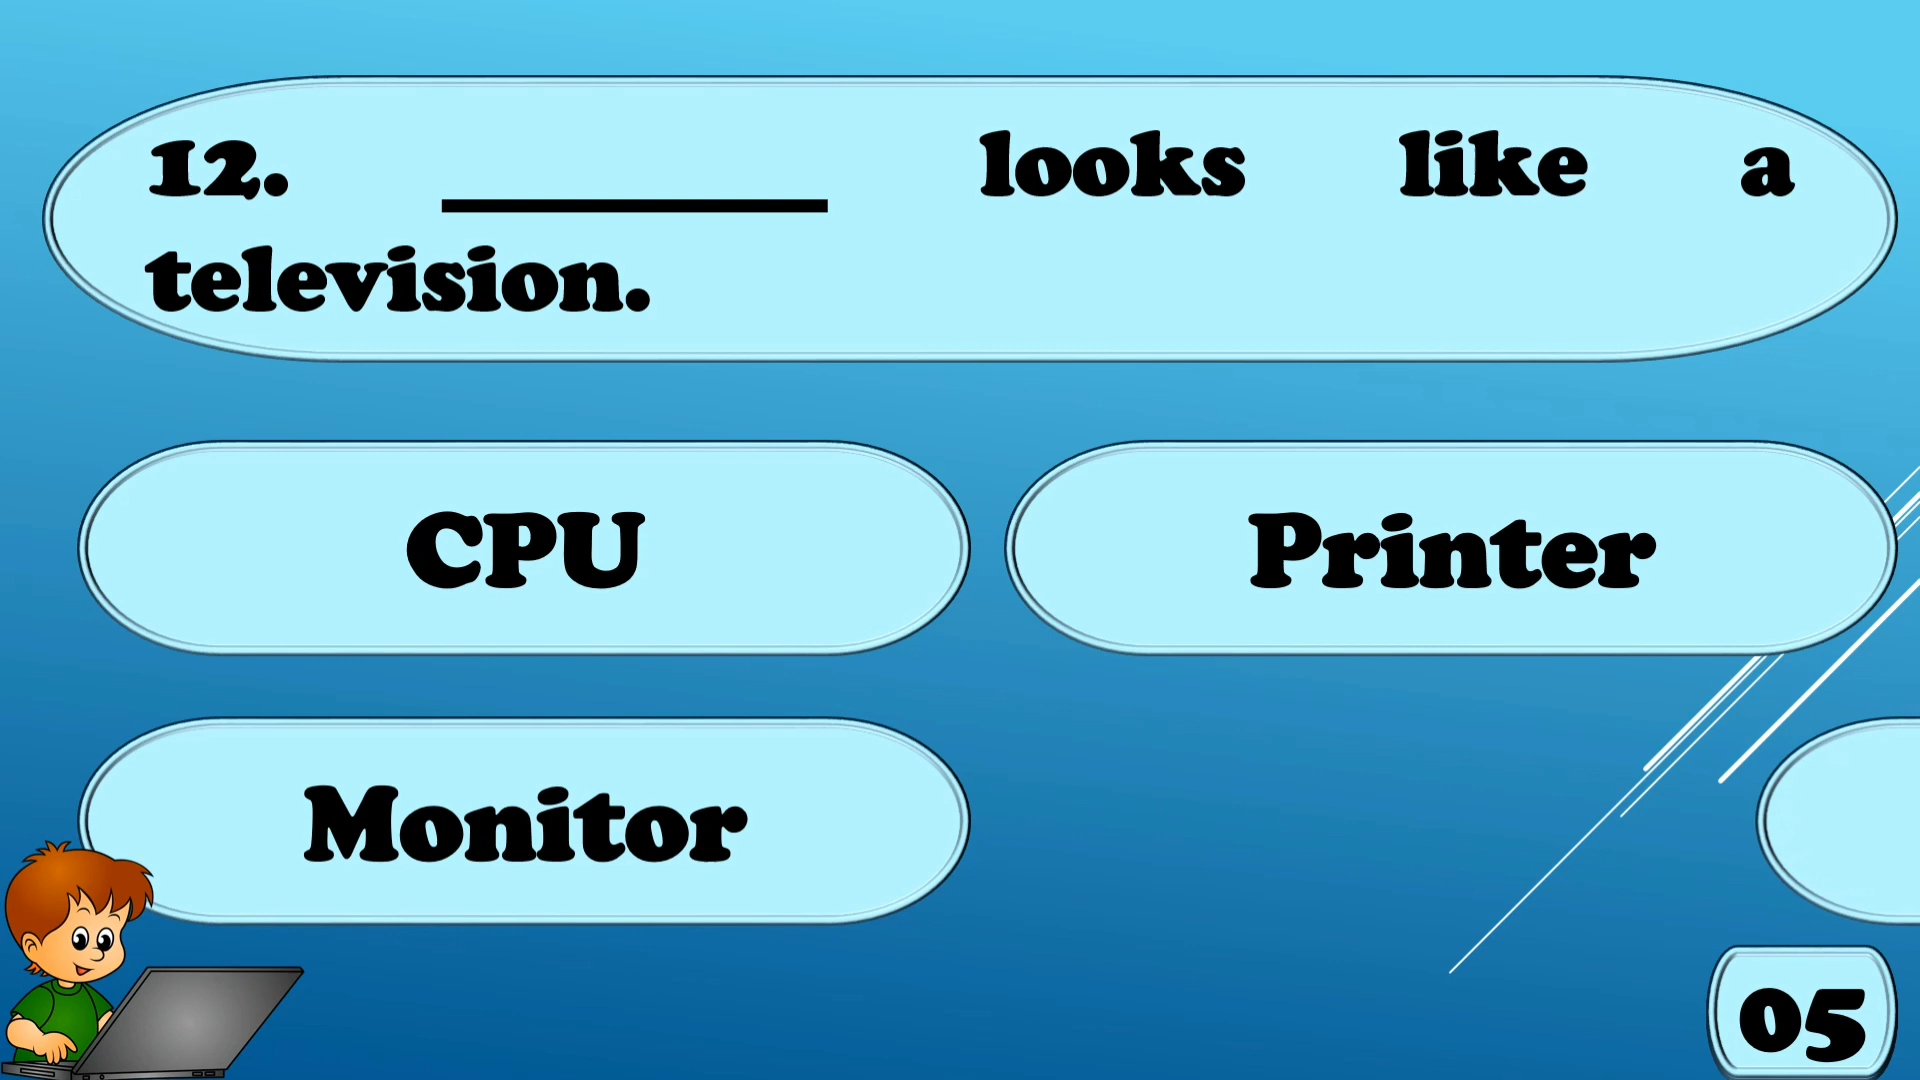 12. ________ looks like a
television.
CPU
Printer
Monitor
05